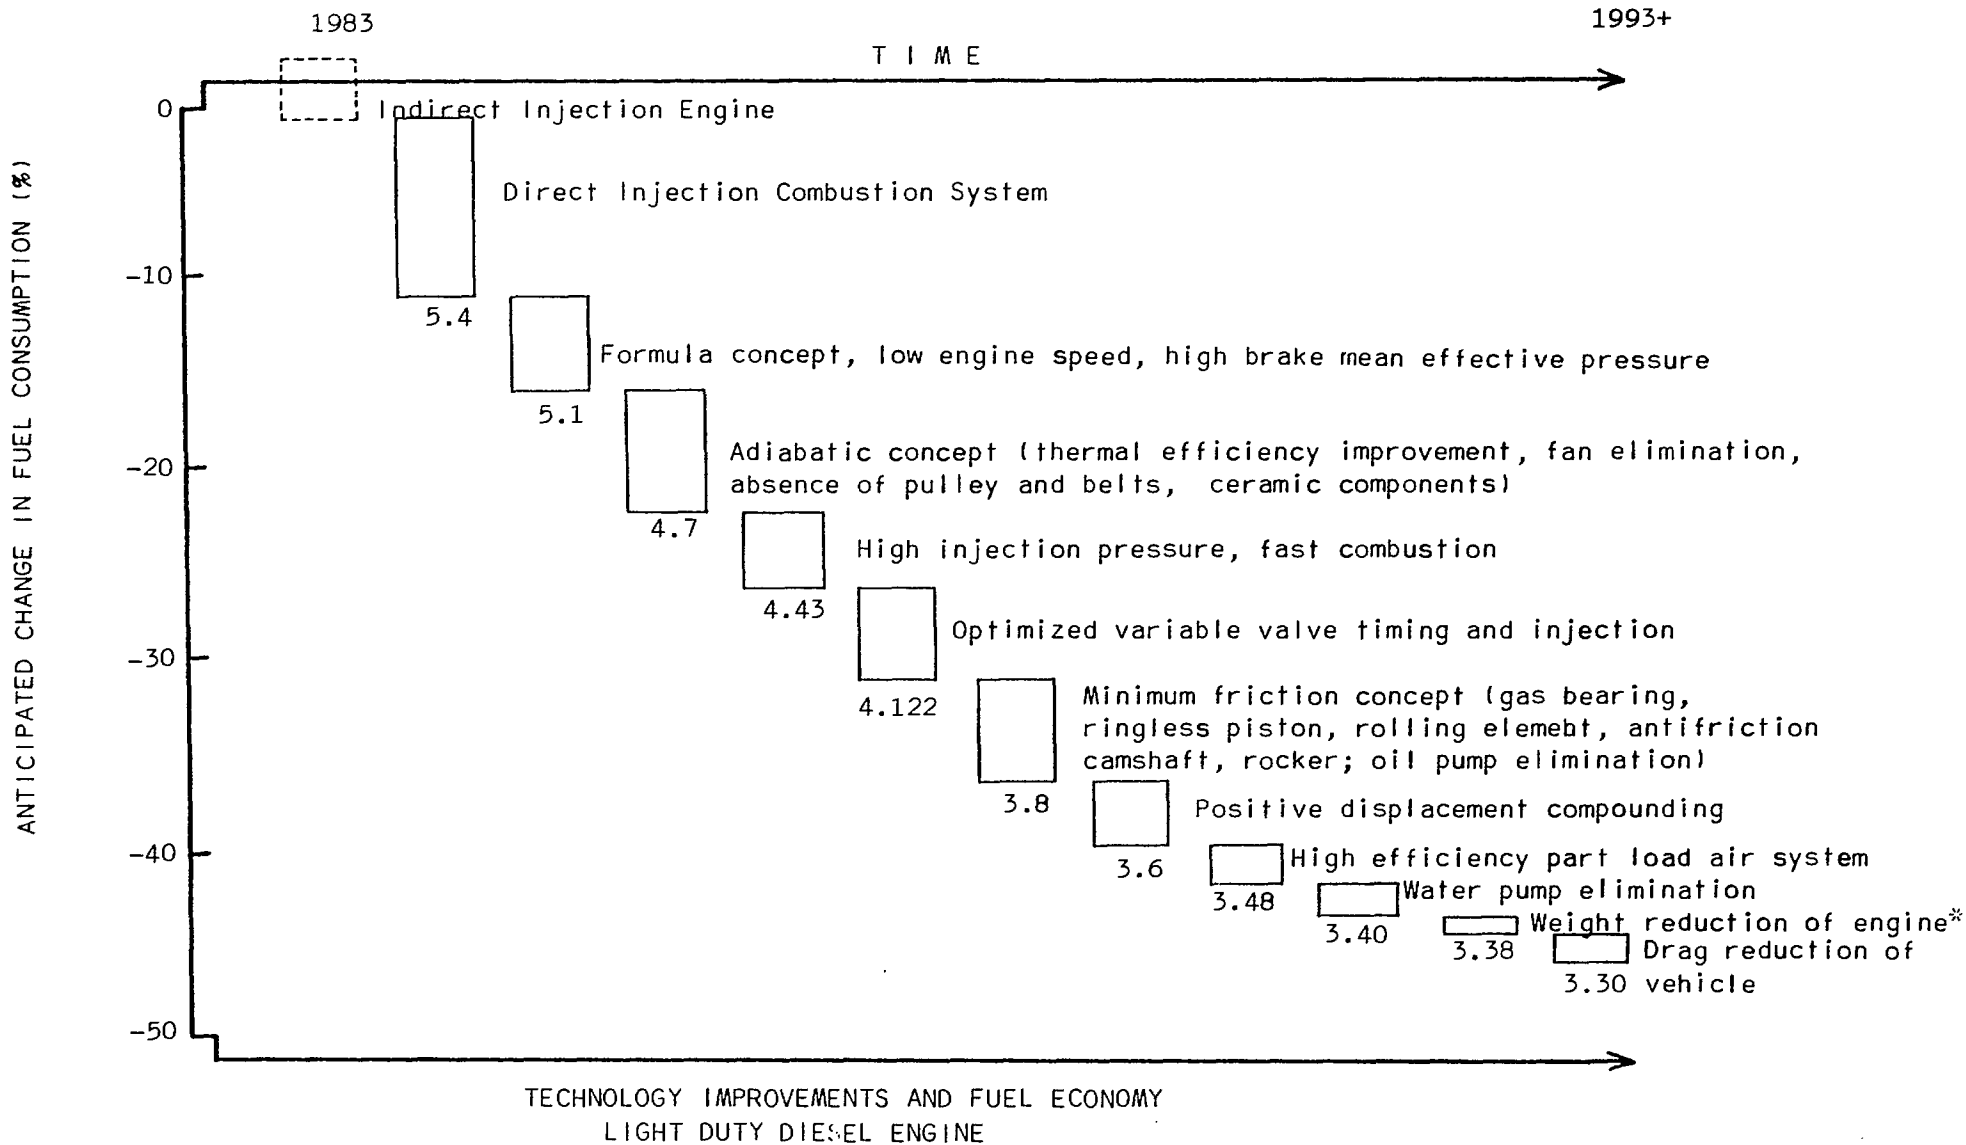 1983
1993+
TIME
0
Indirect Injection Engine
Direct Injection Combustion System
-10
5.4
Formula concept, low engine speed, high brake mean effective pressure
5.1
Adiabatic concept (thermal efficiency improvement, fan elimination,
absence of pulley and belts, ceramic components)
-20
4.7
High injection pressure, fast combustion
4.43
Optimized variable valve timing and injection
-30
4.122
Minimum friction concept (gas bearing,
ringless piston, rolling elemebt, antifriction
camshaft, rocker; oil pump elimination)
3.8
Positive displacement compounding
-40
3.6
High efficiency part load air system
3.48
Water pump elimination
3.40
Weight reduction of engine*
3.38
Drag reduction of
vehicle
3.30
-50
ANTICIPATED CHANGE IN FUEL CONSUMPTION (%)
TECHNOLOGY IMPROVEMENTS AND FUEL ECONOMY
LIGHT DUTY DIESEL ENGINE